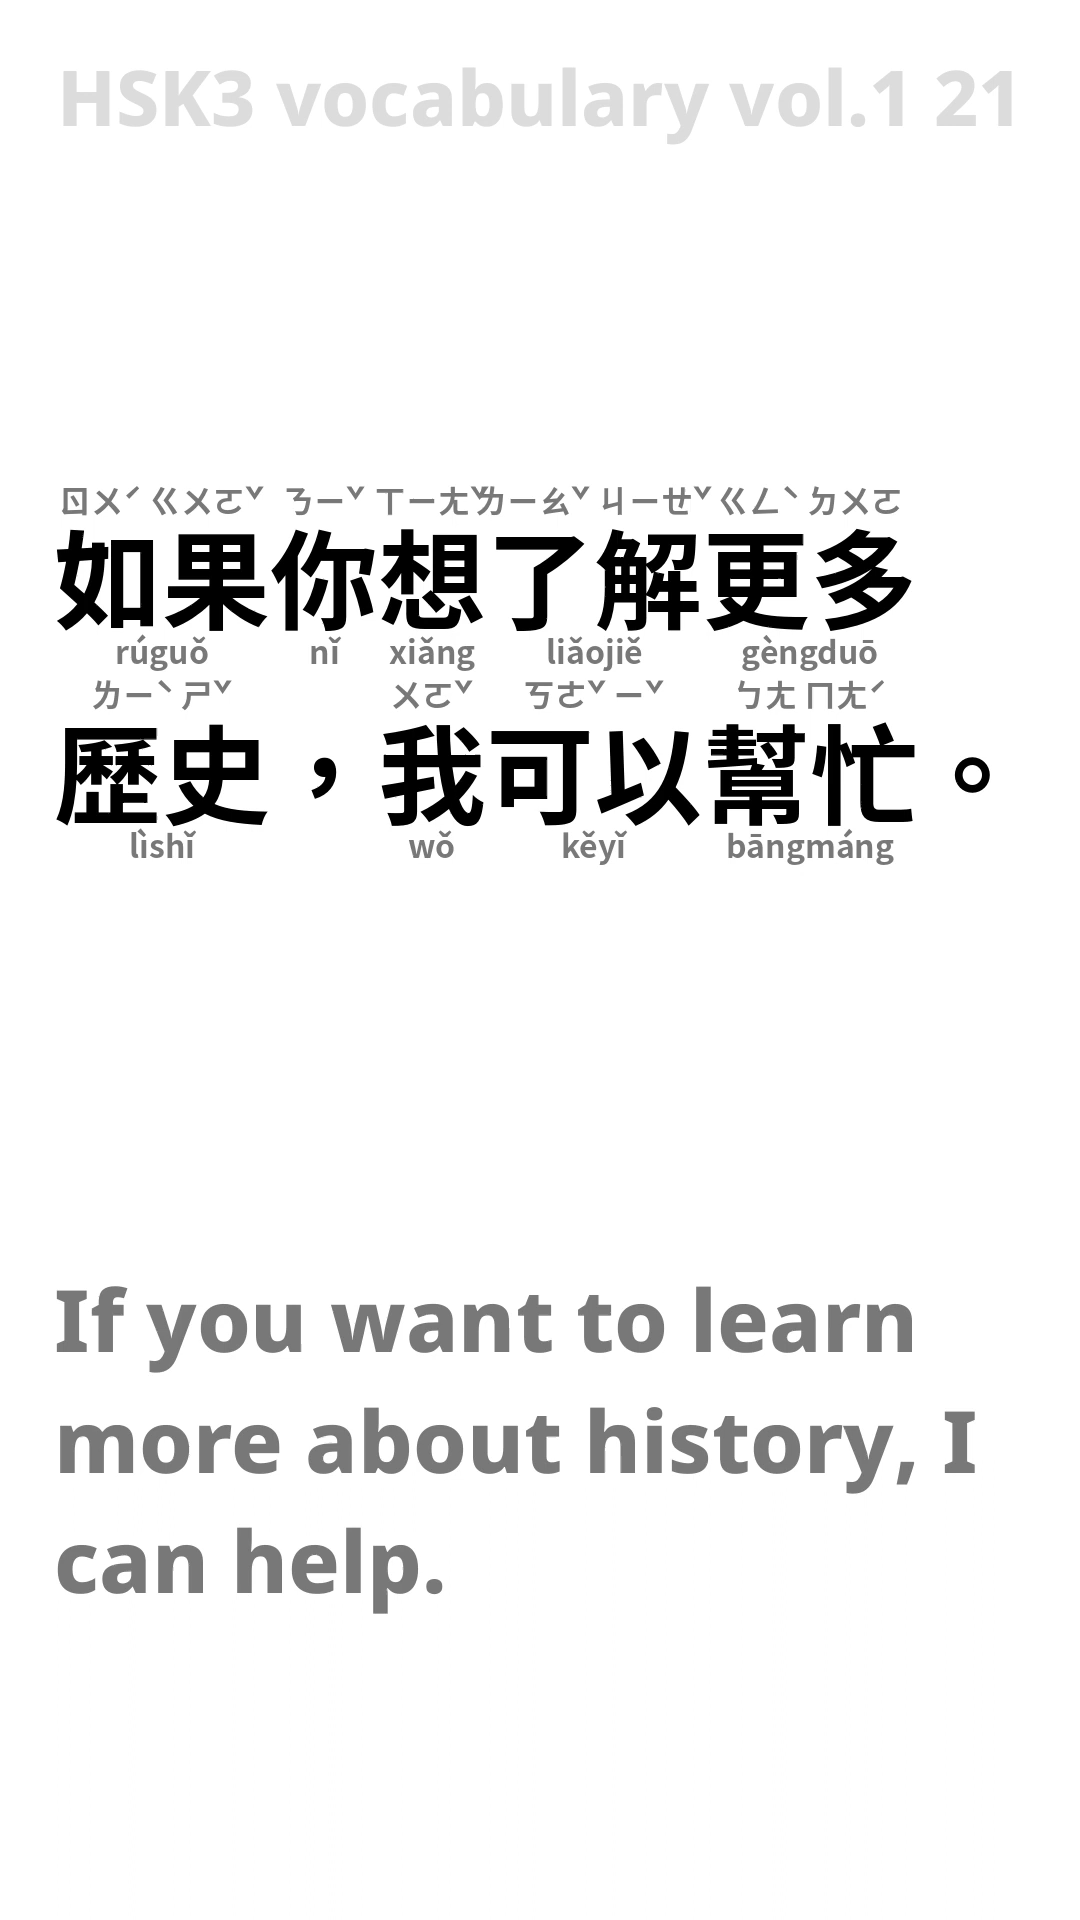 HSK3 vocabulary vol.1 21
ㄖㄨˊ ㄍㄨㄛˇ ㄋㄧˇ ㄒㄧㄤˇ ㄌㄧㄠˇ ㄐㄧㄝˇ ㄍㄥˋ ㄉㄨㄛ
如果你想了解更多
rúguǒ nǐ xiǎng liǎojiě gèngduō
ㄌㄧˋ ㄕˇ ㄨㄛˇ ㄎㄜˇ ㄧˇ ㄅㄤ ㄇㄤˊ
歷史，我可以幫忙。
lìshǐ wǒ kěyǐ bāngmáng
If you want to learn
more about history, I
can help.